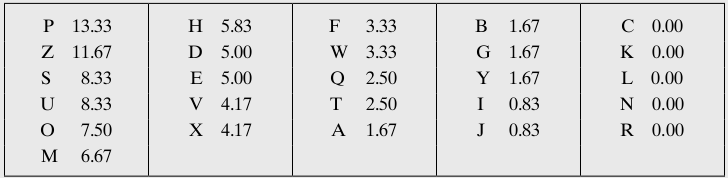 P 13.33 H 5.83 F 3.33 B 1.67 C 0.00
Z 11.67 D 5.00 W 3.33 G 1.67 K 0.00
S 8.33 E 5.00 Q 2.50 Y 1.67 L 0.00
U 8.33 V 4.17 T 2.50 I 0.83 N 0.00
O 7.50 X 4.17 A 1.67 J 0.83 R 0.00
M 6.67